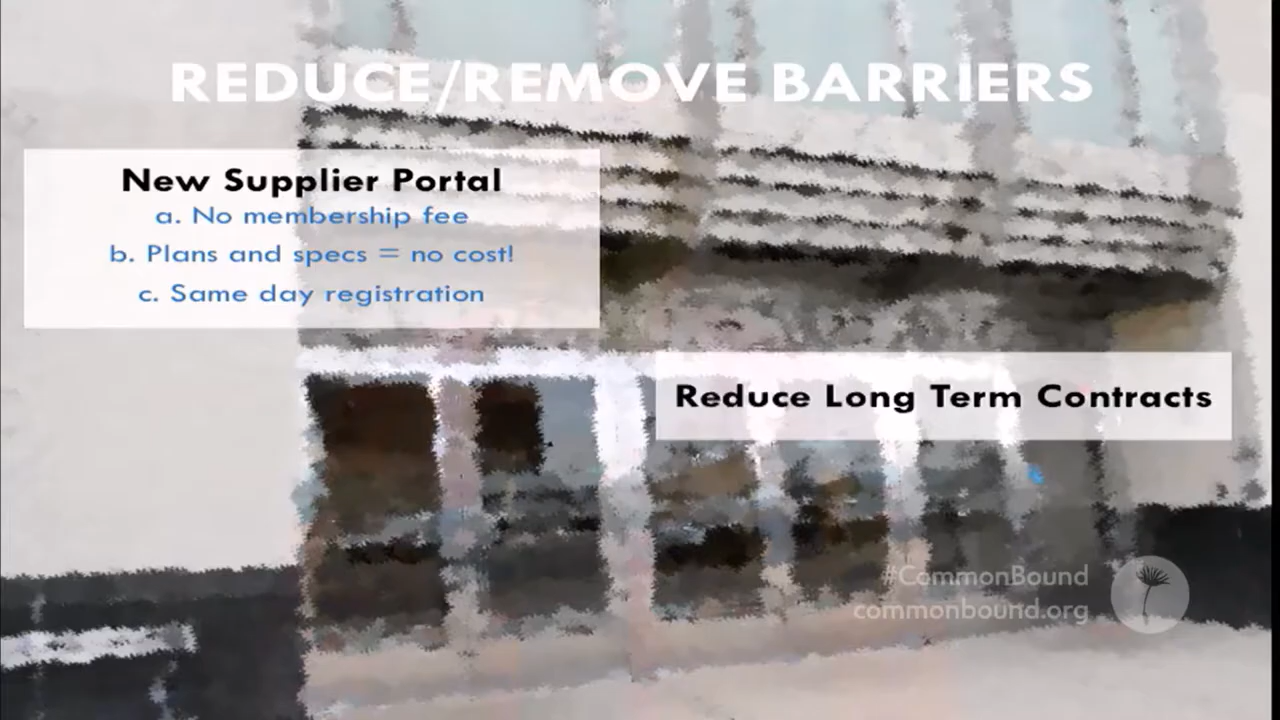 REDUCE/REMOVE BARRIERS
New Supplier Portal
a. No membership fee
b. Plans and specs = no cost!
c. Same day registration
Reduce Long Term Contracts
#CommonBound
commonbound.org